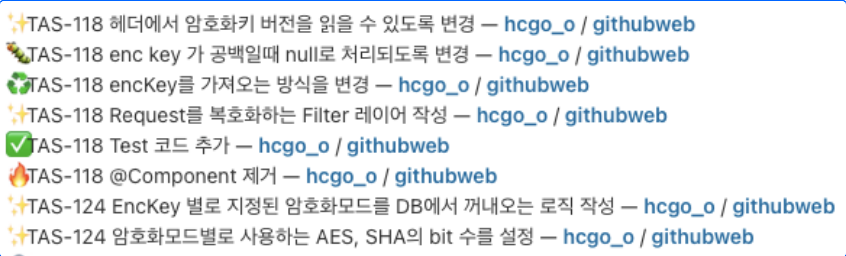 ✨TAS-118 헤더에서 암호화키 버전을 읽을 수 있도록 변경 — hcgo_o / githubweb
🐛TAS-118 enc key 가 공백일때 null로 처리되도록 변경 — hcgo_o / githubweb
♻️TAS-118 encKey를 가져오는 방식을 변경 — hcgo_o / githubweb
✨TAS-118 Request를 복호화하는 Filter 레이어 작성 — hcgo_o / githubweb
✅TAS-118 Test 코드 추가 — hcgo_o / githubweb
🔥TAS-118 @Component 제거 — hcgo_o / githubweb
✨TAS-124 EncKey 별로 지정된 암호화모드를 DB에서 꺼내오는 로직 작성 — hcgo_o / githubweb
✨TAS-124 암호화모드별로 사용하는 AES, SHA의 bit 수를 설정 — hcgo_o / githubweb